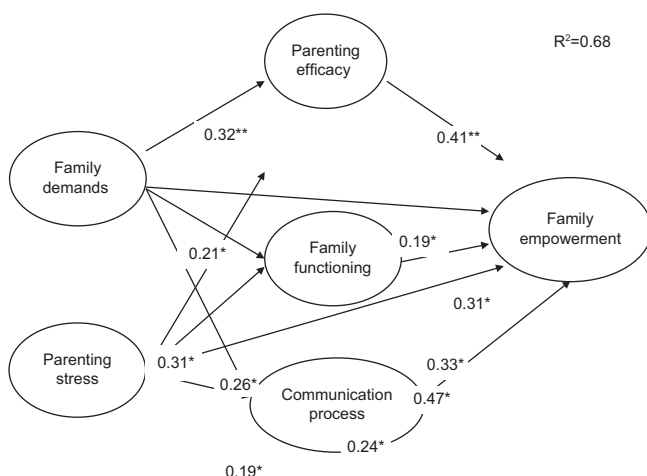 Parenting
efficacy
R²=0.68
0.32**
0.41**
Family
demands
Family
empowerment
0.21*
Family
functioning
0.19*
0.31*
Parenting
stress
0.31*
0.26*
Communication
process
0.33*
0.47*
0.24*
0.19*